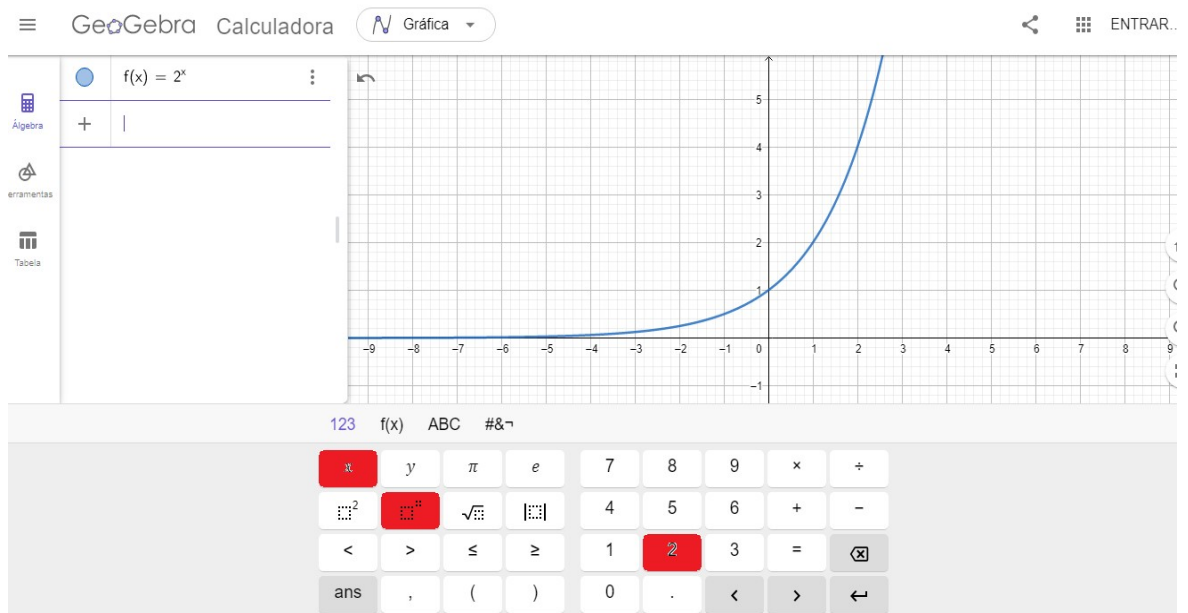 GeoGebra Calculadora Gráfica ENTRAR..
f(x) = 2ˣ
Álgebra
erramentas
Tabela
5
4
3
2
1
−9 −8 −7 −6 −5 −4 −3 −2 −1 0 1 2 3 4 5 6 7 8 9
−1
123 f(x) ABC #&¬
x y π e 7 8 9 × ÷
² √ | | 4 5 6 + −
< > ≤ ≥ 1 2 3 =
ans , ( ) 0 . < >